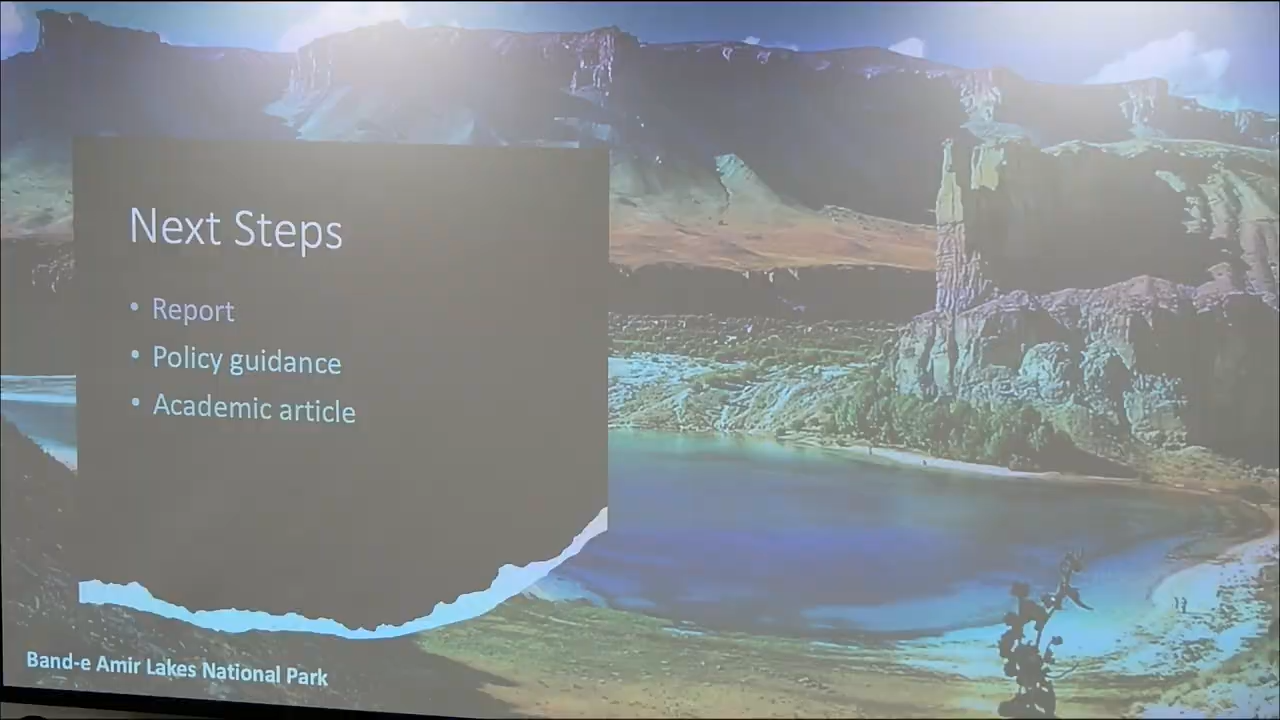 Next Steps
• Report
• Policy guidance
• Academic article
Band-e Amir Lakes National Park